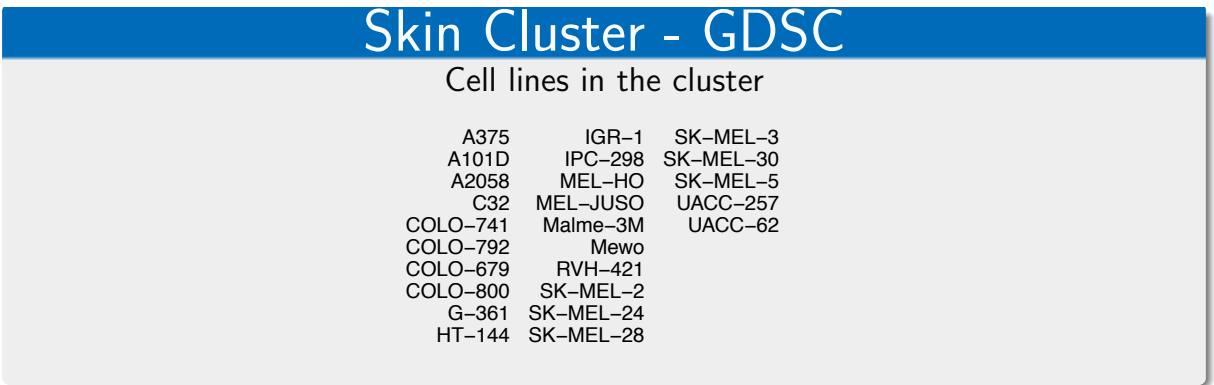 Skin Cluster - GDSC
Cell lines in the cluster
A375 IGR−1 SK−MEL−3
A101D IPC−298 SK−MEL−30
A2058 MEL−HO SK−MEL−5
C32 MEL−JUSO UACC−257
COLO−741 Malme−3M UACC−62
COLO−792 Mewo
COLO−679 RVH−421
COLO−800 SK−MEL−2
G−361 SK−MEL−24
HT−144 SK−MEL−28